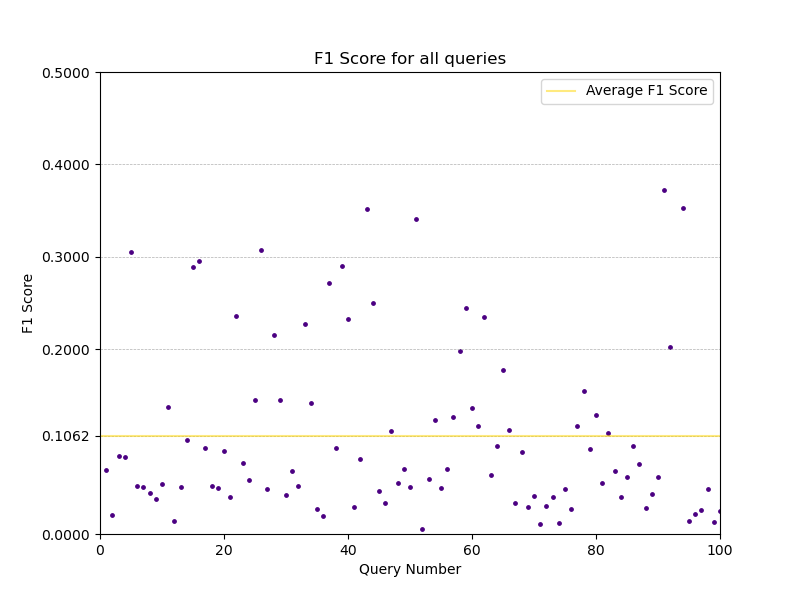 F1 Score for all queries
Average F1 Score
F1 Score
0.5000
0.4000
0.3000
0.2000
0.1062
0.0000
0 20 40 60 80 100
Query Number